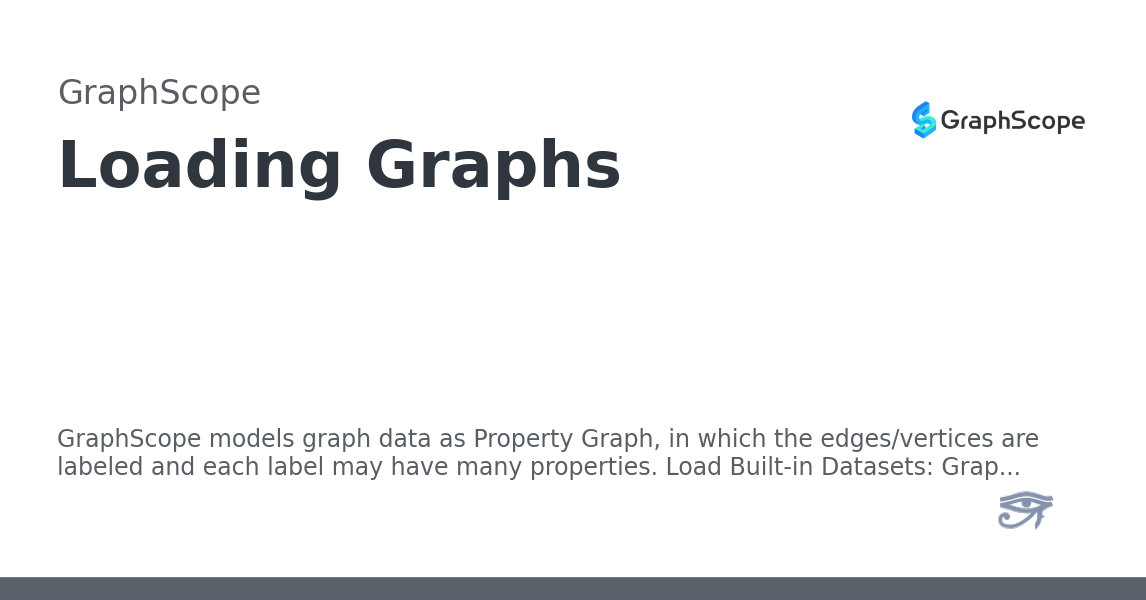 GraphScope
Loading Graphs
GraphScope
GraphScope models graph data as Property Graph, in which the edges/vertices are
labeled and each label may have many properties. Load Built-in Datasets: Grap...